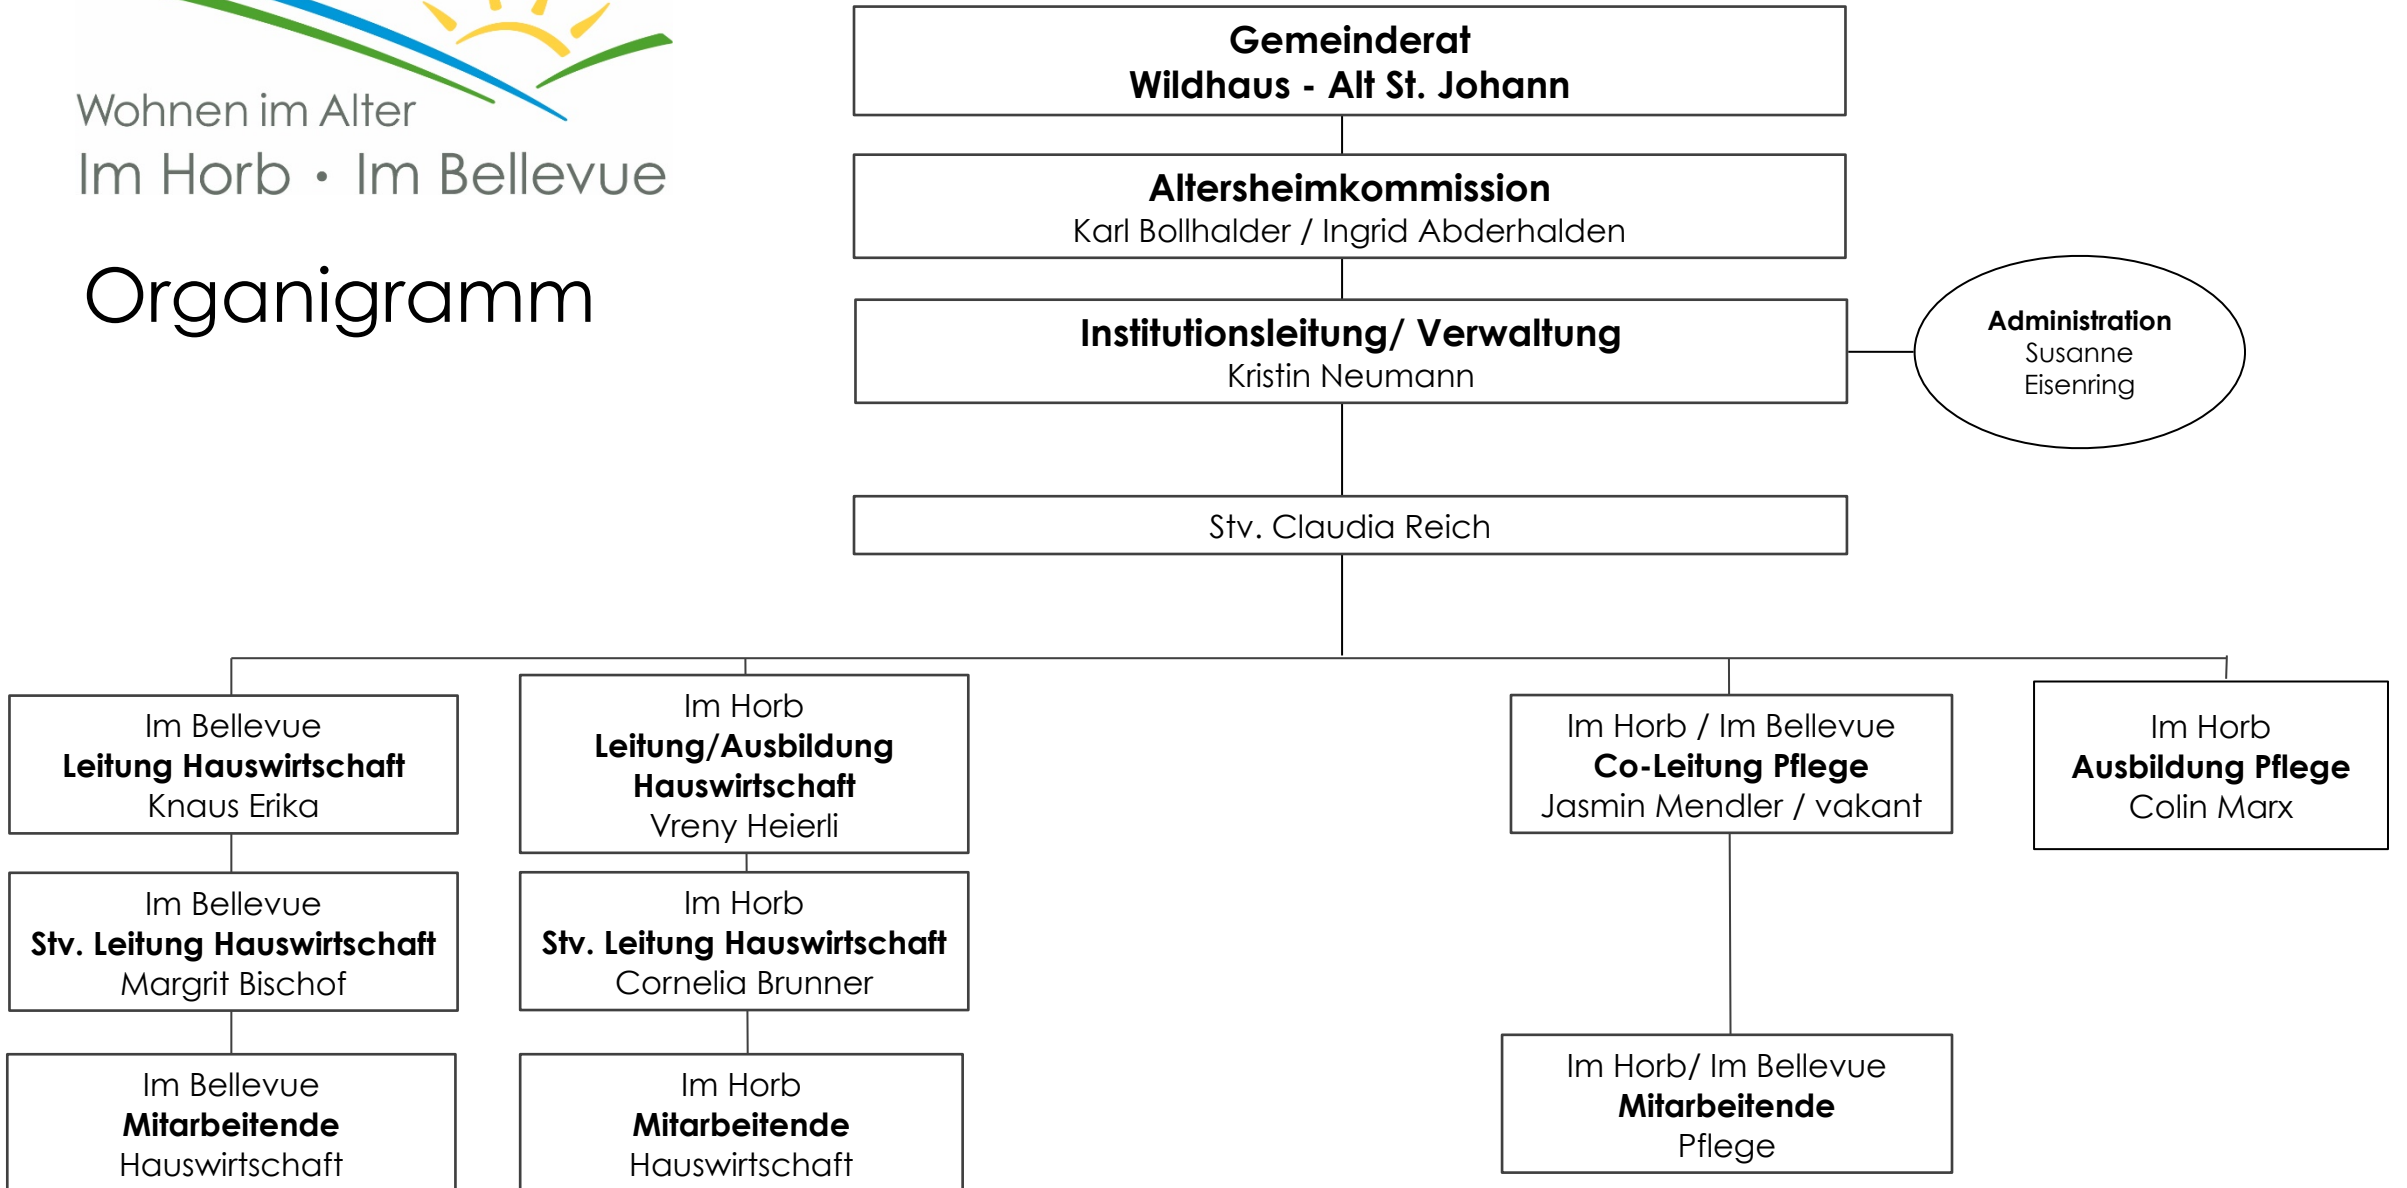 Wohnen im Alter
Im Horb • Im Bellevue
Organigramm
Gemeinderat
Wildhaus - Alt St. Johann
Altersheimkommission
Karl Bollhalder / Ingrid Abderhalden
Institutionsleitung/ Verwaltung
Kristin Neumann
Administration
Susanne
Eisenring
Stv. Claudia Reich
Im Bellevue
Leitung Hauswirtschaft
Knaus Erika
Im Horb
Leitung/Ausbildung
Hauswirtschaft
Vreny Heierli
Im Horb / Im Bellevue
Co-Leitung Pflege
Jasmin Mendler / vakant
Im Horb
Ausbildung Pflege
Colin Marx
Im Bellevue
Stv. Leitung Hauswirtschaft
Margrit Bischof
Im Horb
Stv. Leitung Hauswirtschaft
Cornelia Brunner
Im Bellevue
Mitarbeitende
Hauswirtschaft
Im Horb
Mitarbeitende
Hauswirtschaft
Im Horb/ Im Bellevue
Mitarbeitende
Pflege